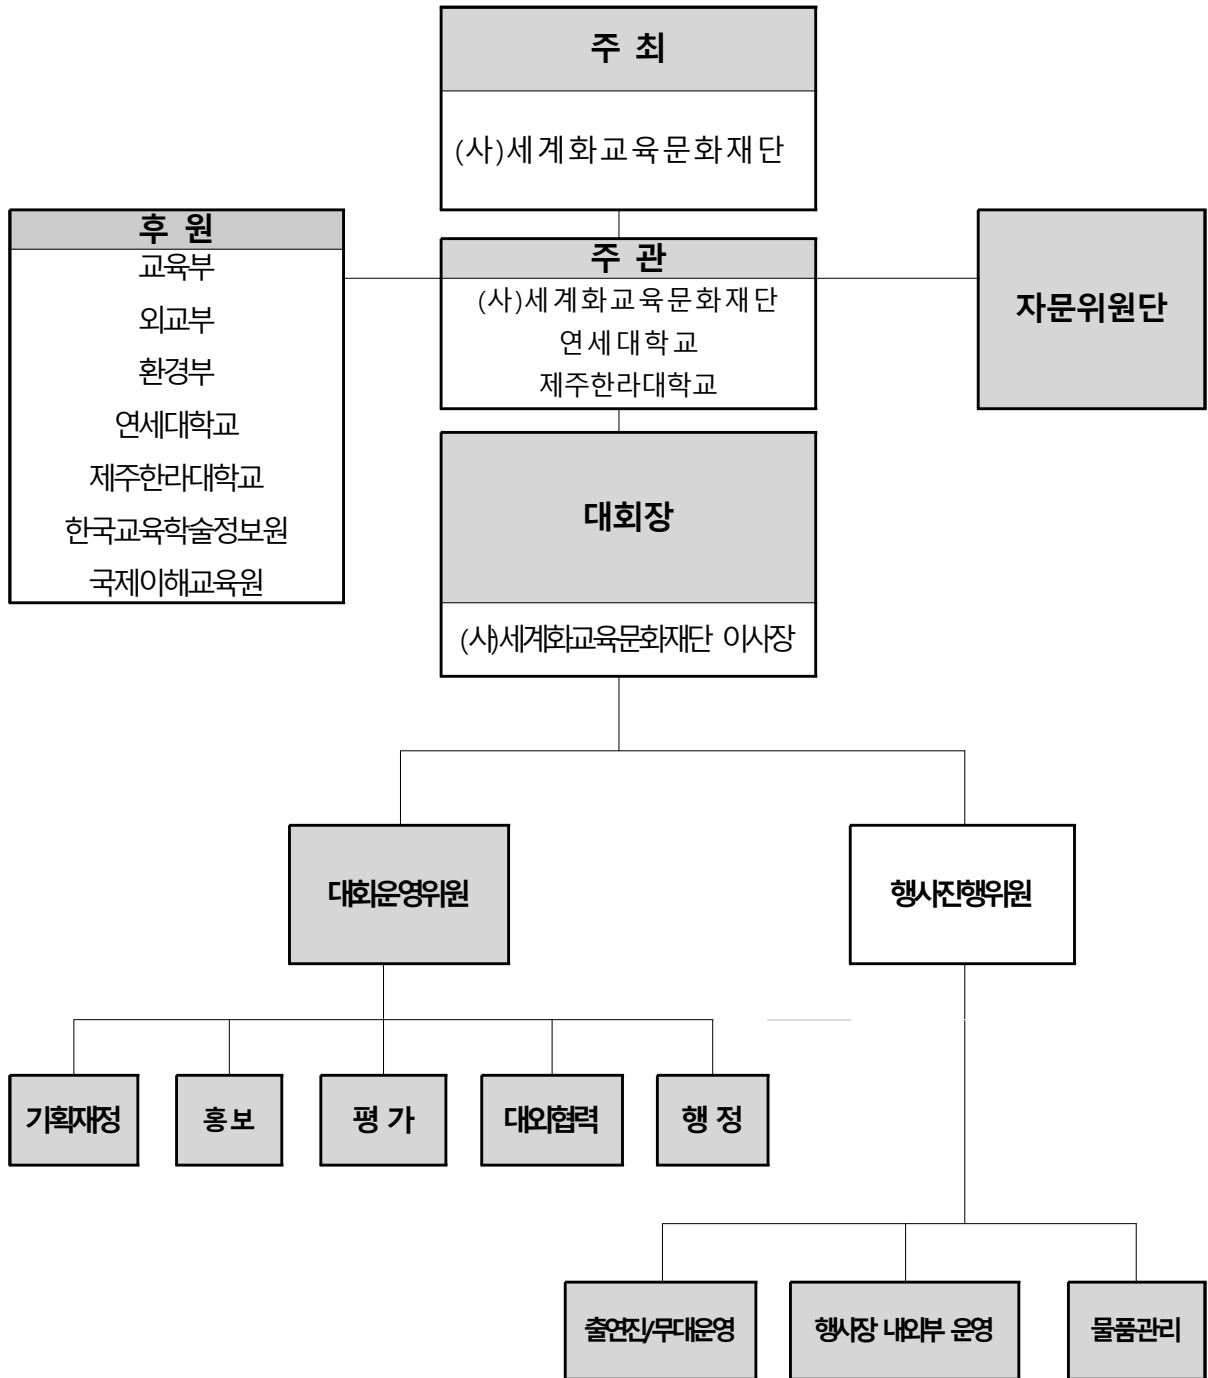 주 최
(사)세계화교육문화재단
후 원
교육부
외교부
환경부
연세대학교
제주한라대학교
한국교육학술정보원
국제이해교육원
주 관
(사)세계화교육문화재단
연세대학교
제주한라대학교
자문위원단
대회장
(사)세계화교육문화재단 이사장
대회운영위원
행사진행위원
기획재정
홍 보
평 가
대외협력
행 정
출연진/무대운영
행사장 내외부 운영
물품관리